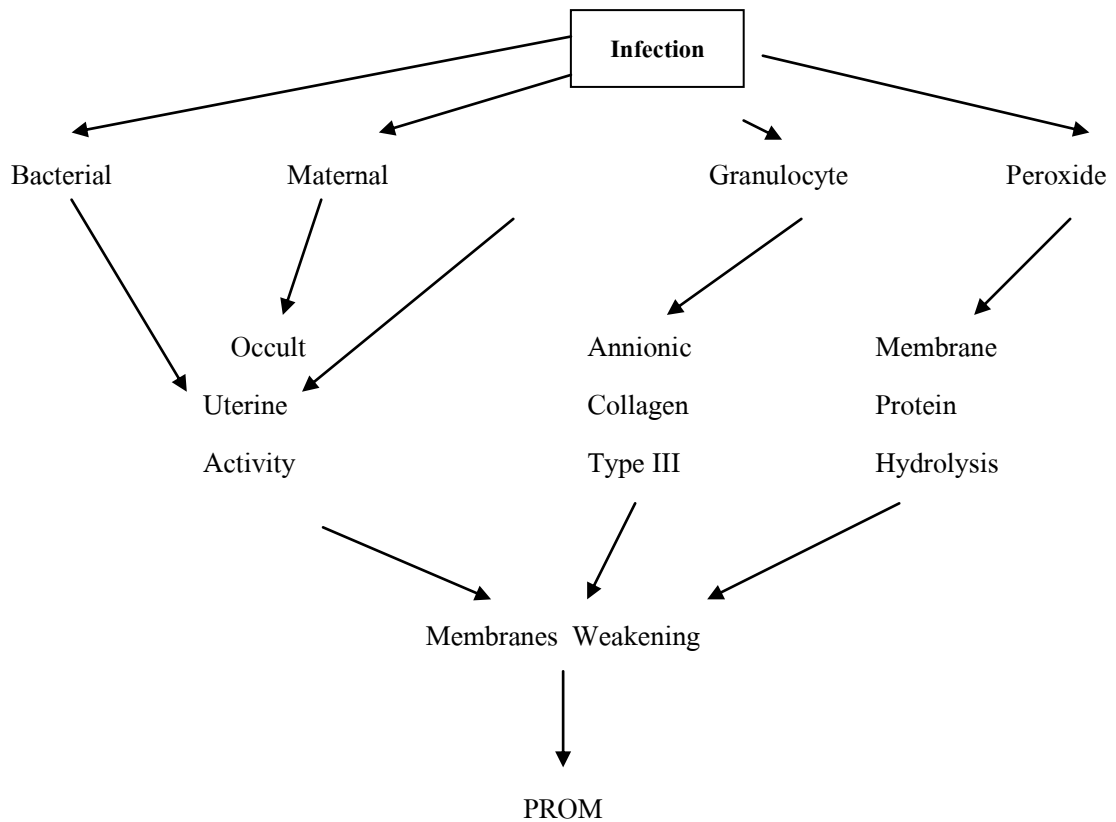 Infection
Bacterial Maternal Granulocyte Peroxide
Occult Annionic Membrane
Uterine Collagen Protein
Activity Type III Hydrolysis
Membranes Weakening
PROM